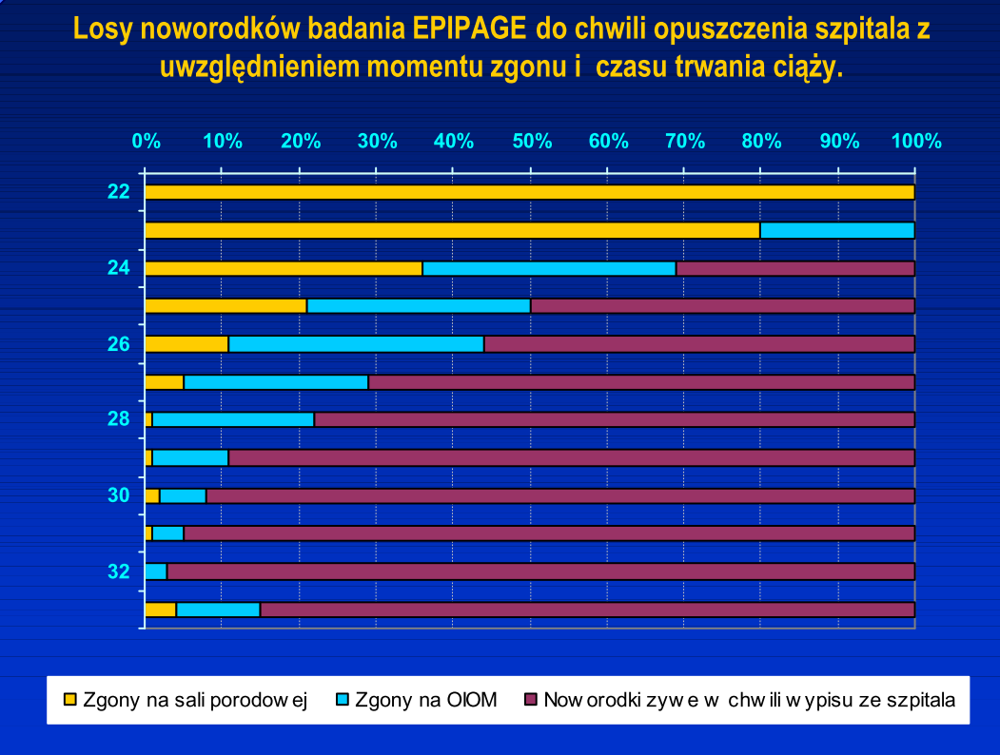 Losy noworodków badania EPIPAGE do chwili opuszczenia szpitala z
uwzględnieniem momentu zgonu i czasu trwania ciąży.
0% 10% 20% 30% 40% 50% 60% 70% 80% 90% 100%
22
24
26
28
30
32
Zgony na sali porodowej Zgony na OIOM Noworodki zywe w chwili wypisu ze szpitala